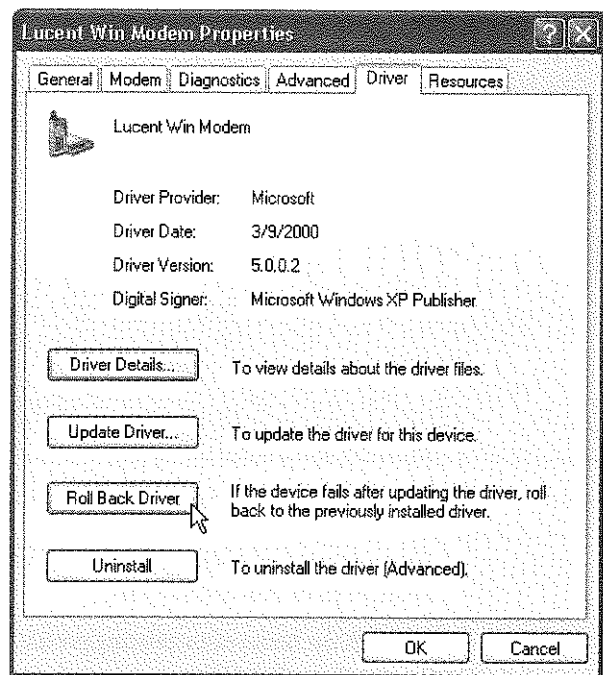 Lucent Win Modem Properties
General Modem Diagnostics Advanced Driver Resources
Lucent Win Modem
Driver Provider: Microsoft
Driver Date: 3/9/2000
Driver Version: 5.0.0.2
Digital Signer: Microsoft Windows XP Publisher
Driver Details... To view details about the driver files.
Update Driver... To update the driver for this device.
Roll Back Driver If the device fails after updating the driver, roll
back to the previously installed driver.
Uninstall To uninstall the driver (Advanced).
OK Cancel